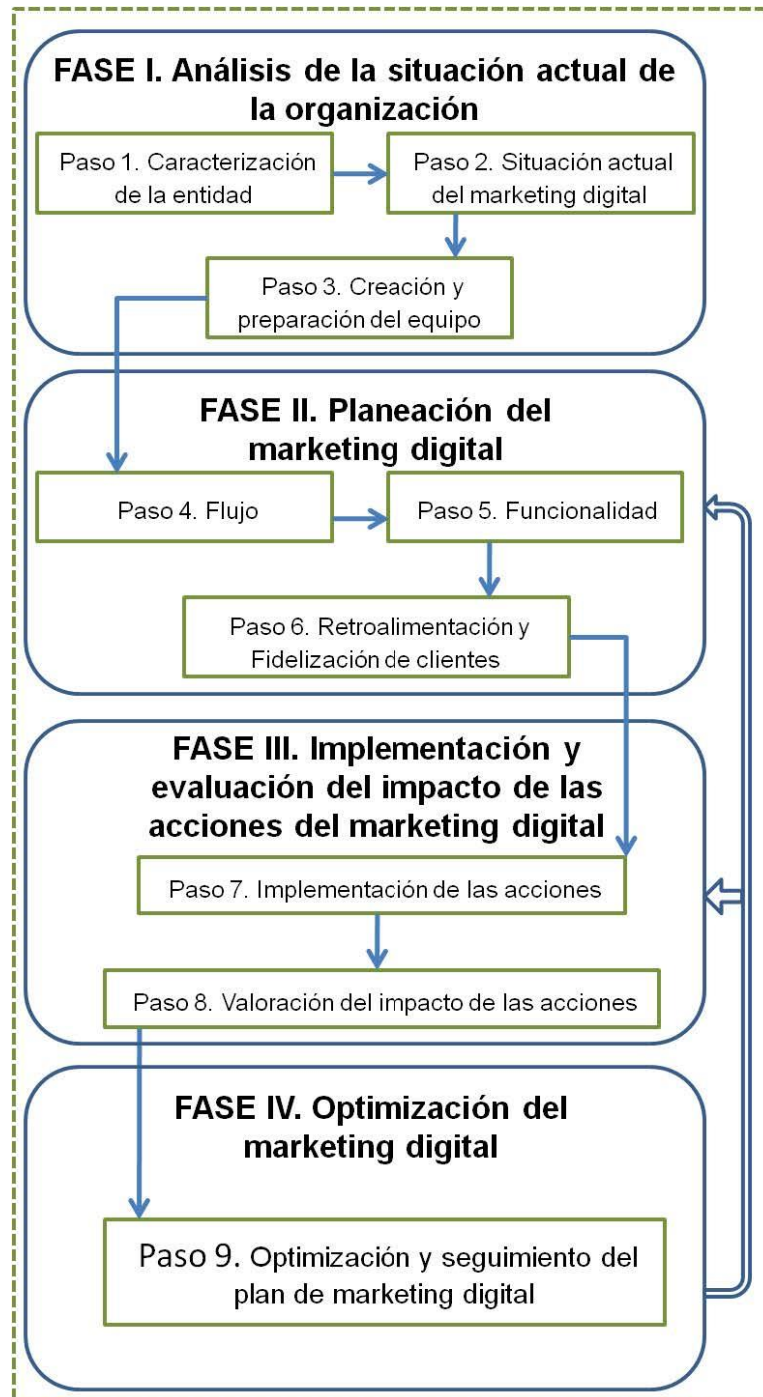 FASE I. Análisis de la situación actual de
la organización
Paso 1. Caracterización
de la entidad
Paso 2. Situación actual
del marketing digital
Paso 3. Creación y
preparación del equipo
FASE II. Planeación del
marketing digital
Paso 4. Flujo
Paso 5. Funcionalidad
Paso 6. Retroalimentación y
Fidelización de clientes
FASE III. Implementación y
evaluación del impacto de las
acciones del marketing digital
Paso 7. Implementación de las acciones
Paso 8. Valoración del impacto de las acciones
FASE IV. Optimización del
marketing digital
Paso 9. Optimización y seguimiento del
plan de marketing digital